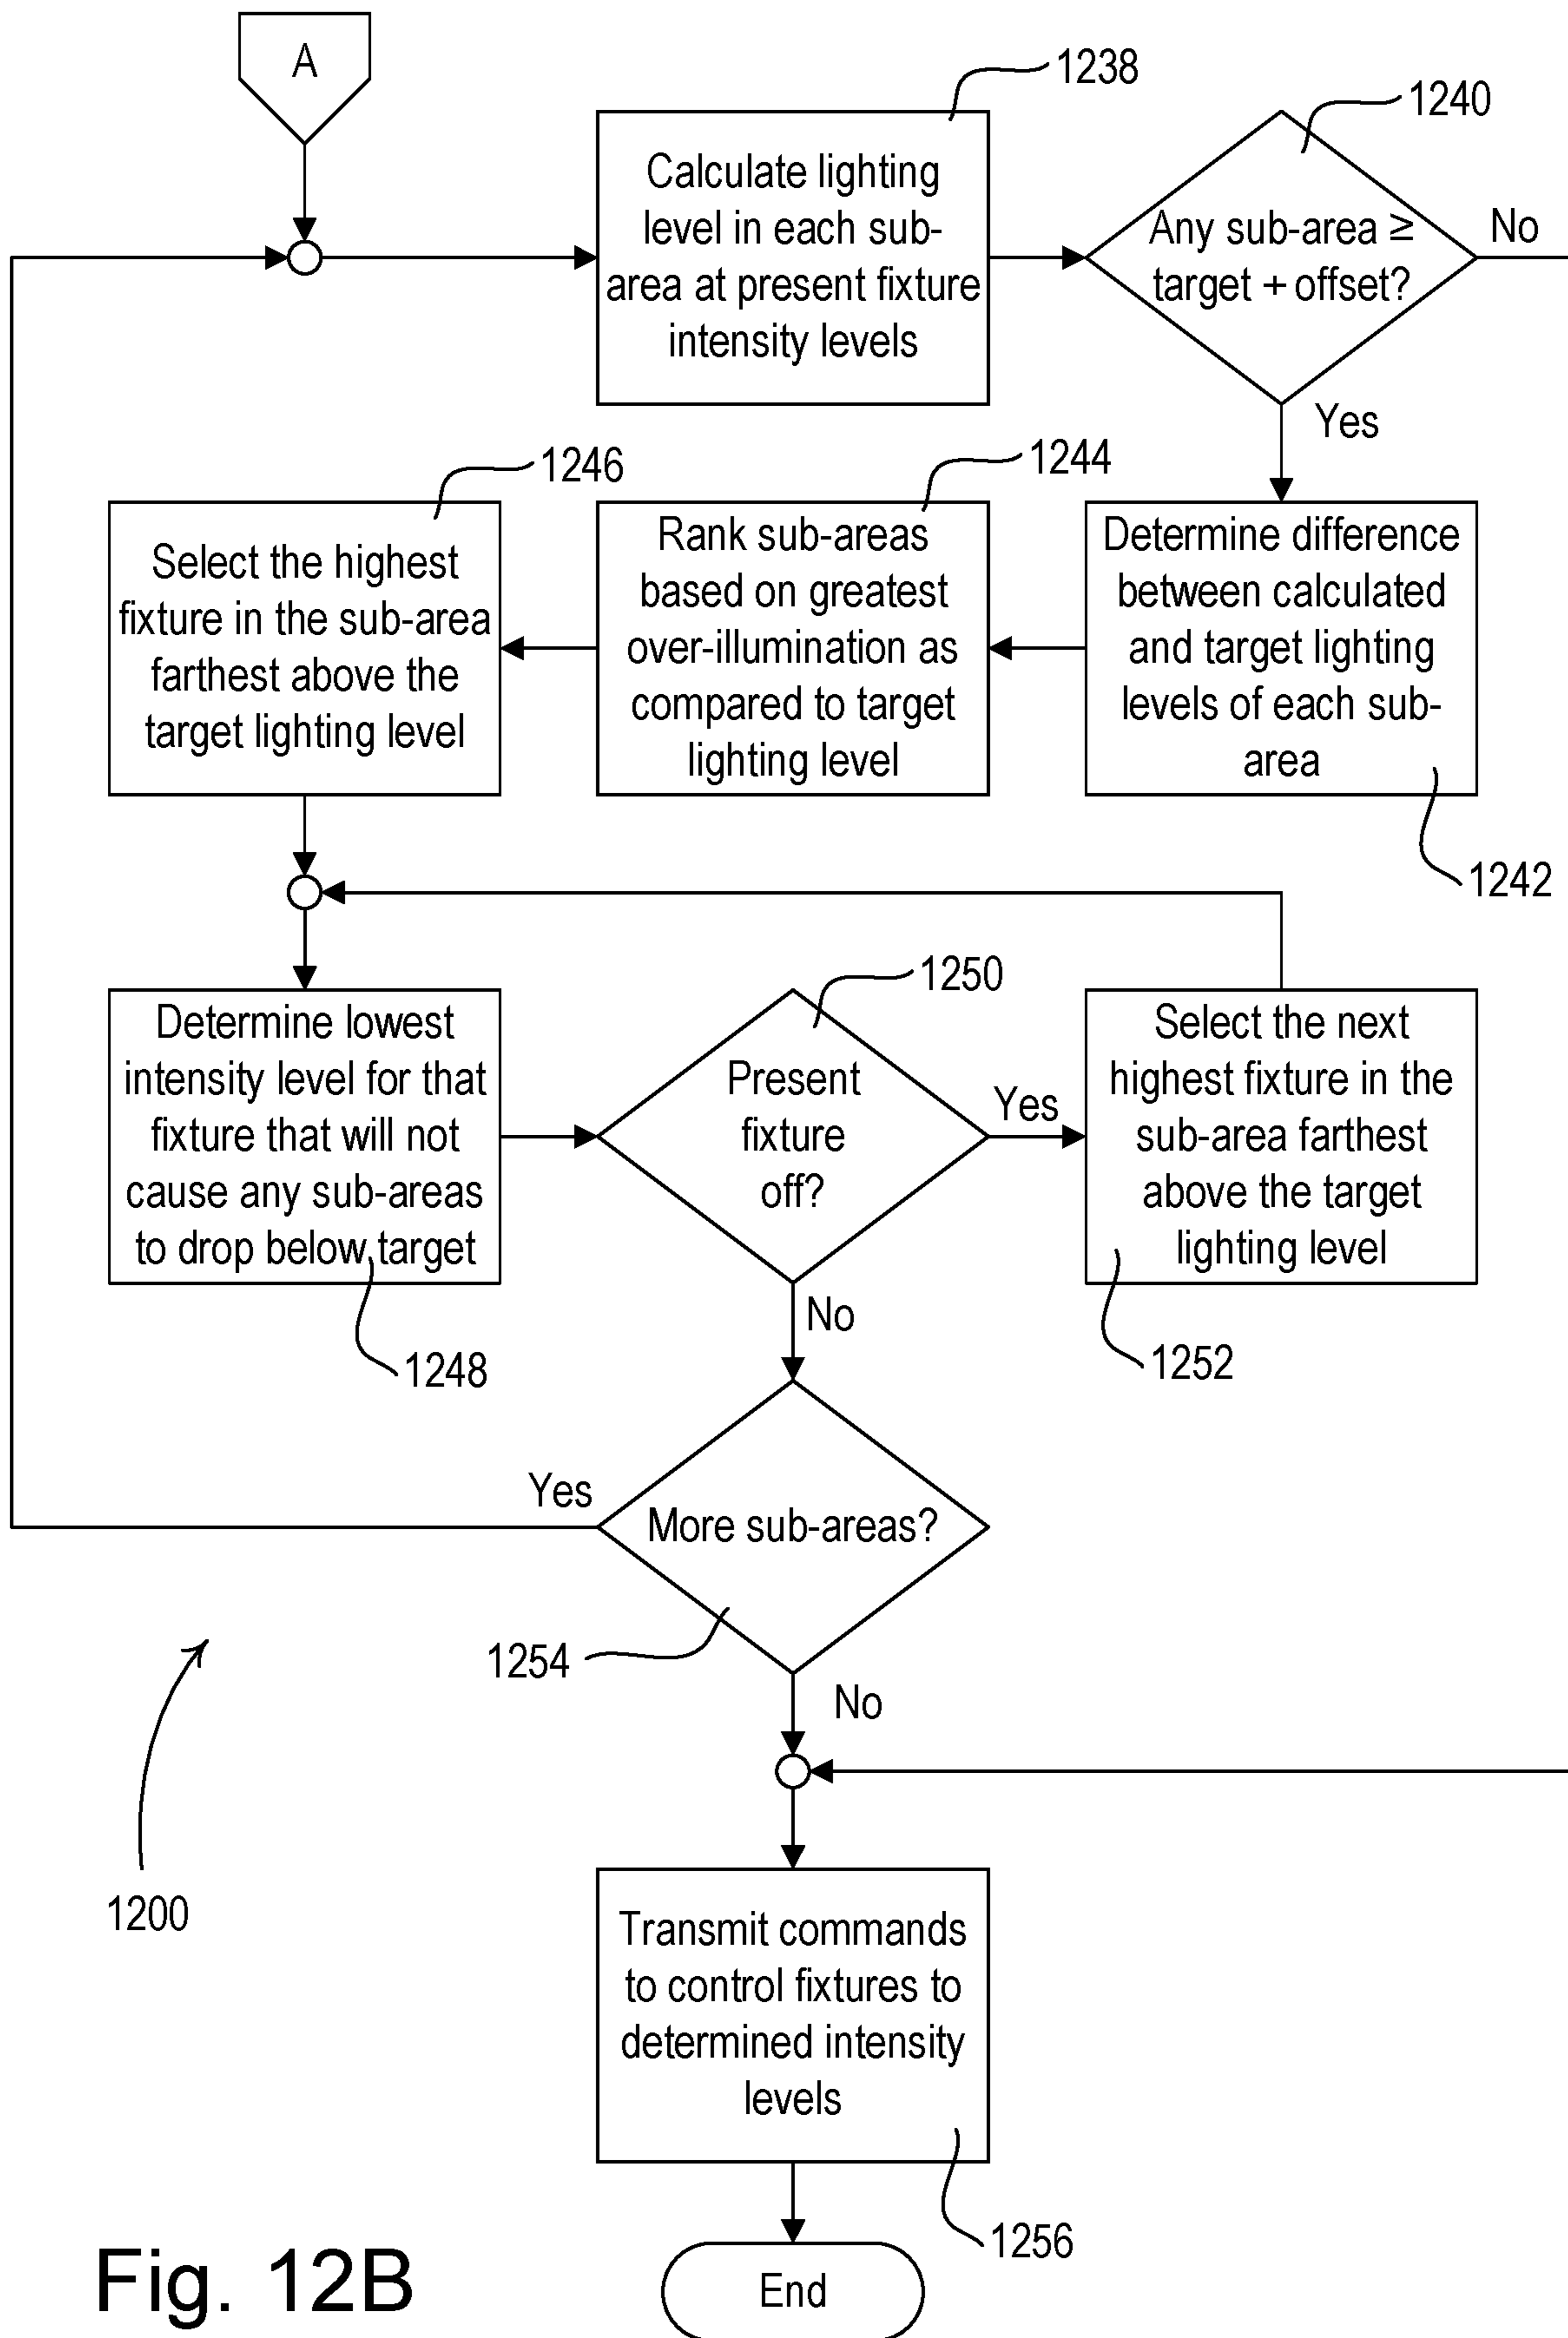 A
1238
Calculate lighting
level in each sub-
area at present fixture
intensity levels
1240
Any sub-area ≥
target + offset?
No
Yes
1246
Select the highest
fixture in the sub-area
farthest above the
target lighting level
1244
Rank sub-areas
based on greatest
over-illumination as
compared to target
lighting level
Determine difference
between calculated
and target lighting
levels of each sub-
area
1242
Determine lowest
intensity level for that
fixture that will not
cause any sub-areas
to drop below target
1248
1250
Present
fixture
off?
Yes
No
Select the next
highest fixture in the
sub-area farthest
above the target
lighting level
1252
Yes
More sub-areas?
1254
No
1200
Transmit commands
to control fixtures to
determined intensity
levels
1256
End
Fig. 12B